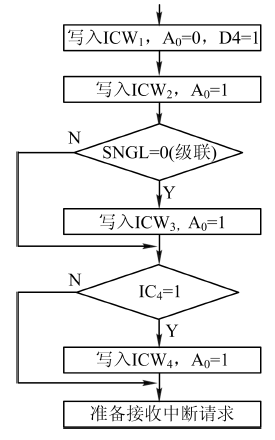 写入ICW₁，A₀=0，D4=1
写入ICW₂，A₀=1
N
SNGL=0(级联)
Y
写入ICW₃, A₀=1
N
IC₄=1
Y
写入ICW₄，A₀=1
准备接收中断请求